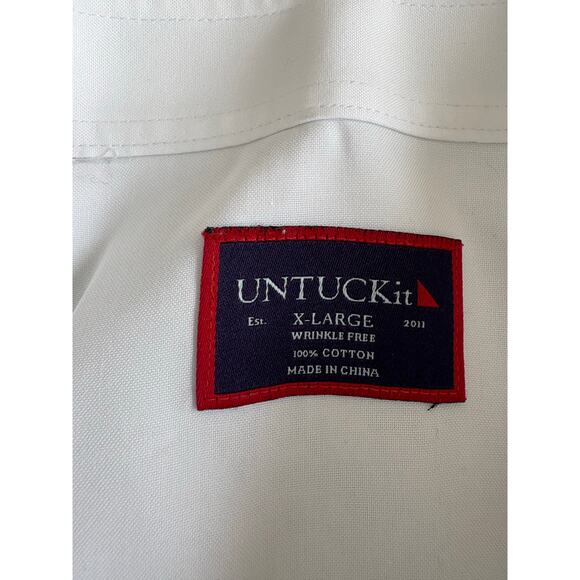 UNTUCKit
Est. X-LARGE 2011
WRINKLE FREE
100% COTTON
MADE IN CHINA